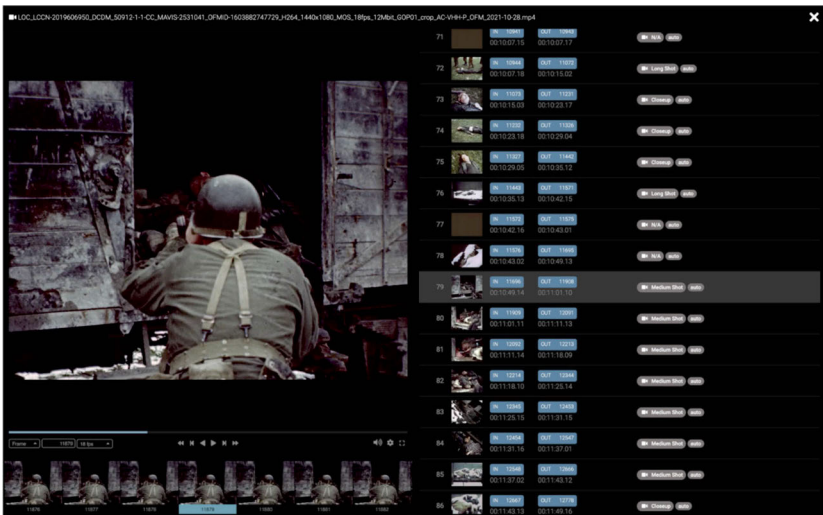 LOC_LCCN-2019606950_DCDM_50912-1-1-CC_MAVIS-2531041_OFMID-1603882747729_H264_1440x1080_MOS_18fps_12Mbit_GOP01_crop_AC-VHH-P_OFM_2021-10-28.mp4
71 IN 10941 OUT 10943 N/A auto
00:10:07.15 00:10:07.17
72 IN 10944 OUT 11072 Long Shot auto
00:10:07.18 00:10:15.02
73 IN 11073 OUT 11231 Closeup auto
00:10:15.03 00:10:23.17
74 IN 11232 OUT 11326 Closeup auto
00:10:23.18 00:10:29.04
75 IN 11327 OUT 11442 Closeup auto
00:10:29.05 00:10:35.12
76 IN 11443 OUT 11571 Long Shot auto
00:10:35.13 00:10:42.15
77 IN 11572 OUT 11575 N/A auto
00:10:42.16 00:10:43.01
78 IN 11576 OUT 11695 N/A auto
00:10:43.02 00:10:49.13
79 IN 11696 OUT 11908 Medium Shot auto
00:10:49.14 00:11:01.10
80 IN 11909 OUT 12091 Medium Shot auto
00:11:01.11 00:11:11.13
81 IN 12092 OUT 12213 Medium Shot auto
00:11:11.14 00:11:18.09
82 IN 12214 OUT 12344 Medium Shot auto
00:11:18.10 00:11:25.14
83 IN 12345 OUT 12453 Medium Shot auto
00:11:25.15 00:11:31.15
84 IN 12454 OUT 12547 Medium Shot auto
00:11:31.16 00:11:37.01
85 IN 12548 OUT 12666 Medium Shot auto
00:11:37.02 00:11:43.12
86 IN 12667 OUT 12778 Closeup auto
00:11:43.13 00:11:49.16
Frame 11879 18 fps
11876 11877 11878 11879 11880 11881 11882